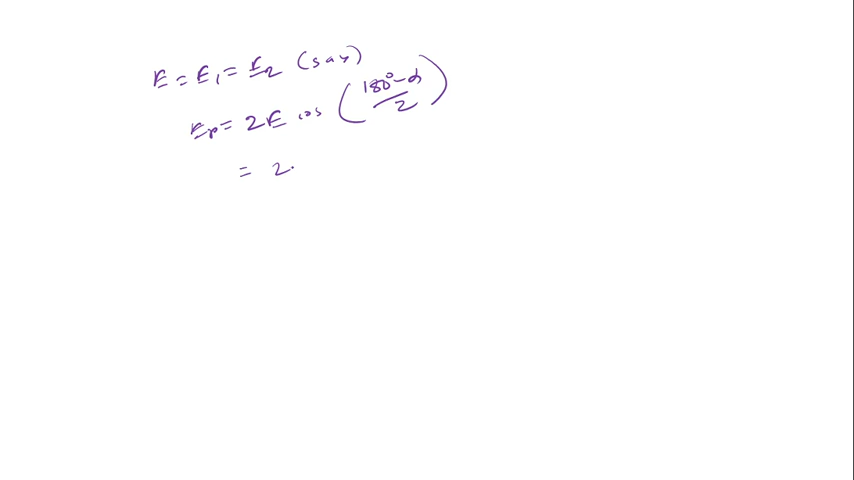 E = E₁ = E₂ (say)
Eₚ = 2E cos ((180° - α)/2)
= 2.